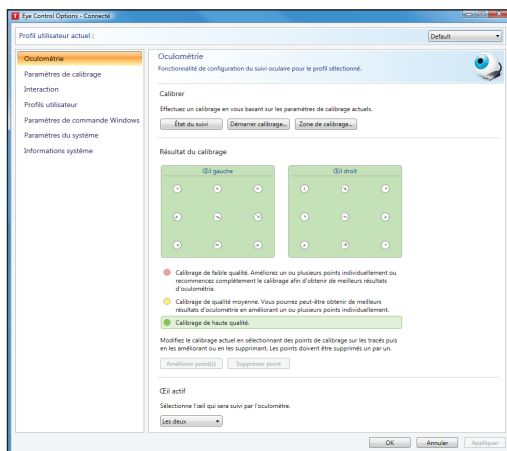 Eye Control Options - Connecté
Profil utilisateur actuel :
Default
Oculométrie
Paramètres de calibrage
Interaction
Profils utilisateur
Paramètres de commande Windows
Paramètres du système
Informations système
Oculométrie
Fonctionnalité de configuration du suivi oculaire pour le profil sélectionné.
Calibrer
Effectuez un calibrage en vous basant sur les paramètres de calibrage actuels.
État du suivi
Démarrer calibrage...
Zone de calibrage...
Résultat du calibrage
Œil gauche
Œil droit
Calibrage de faible qualité. Améliorez un ou plusieurs points individuellement ou
recommencez complètement le calibrage afin d'obtenir de meilleurs résultats
d'oculométrie.
Calibrage de qualité moyenne. Vous pourrez peut-être obtenir de meilleurs
résultats d'oculométrie en améliorant un ou plusieurs points individuellement.
Calibrage de haute qualité.
Modifiez le calibrage actuel en sélectionnant des points de calibrage sur les tracés puis
en les améliorant ou en les supprimant. Les points doivent être supprimés un par un.
Améliorer point(s)
Supprimer point
Œil actif
Sélectionne l'œil qui sera suivi par l'oculomètre.
Les deux
OK
Annuler
Appliquer